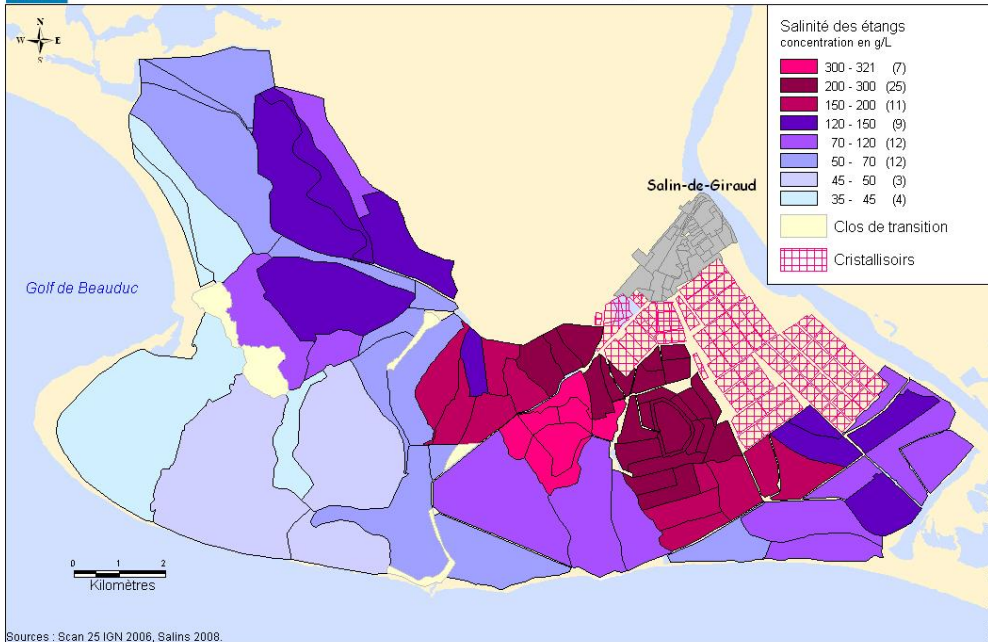 N
W E
S
Salinité des étangs
concentration en g/L
300 - 321 (7)
200 - 300 (25)
150 - 200 (11)
120 - 150 (9)
70 - 120 (12)
50 - 70 (12)
45 - 50 (3)
35 - 45 (4)
Clos de transition
Cristallisoirs
Salin-de-Giraud
Golf de Beauduc
0 1 2
Kilomètres
Sources : Scan 25 IGN 2006, Salins 2008.